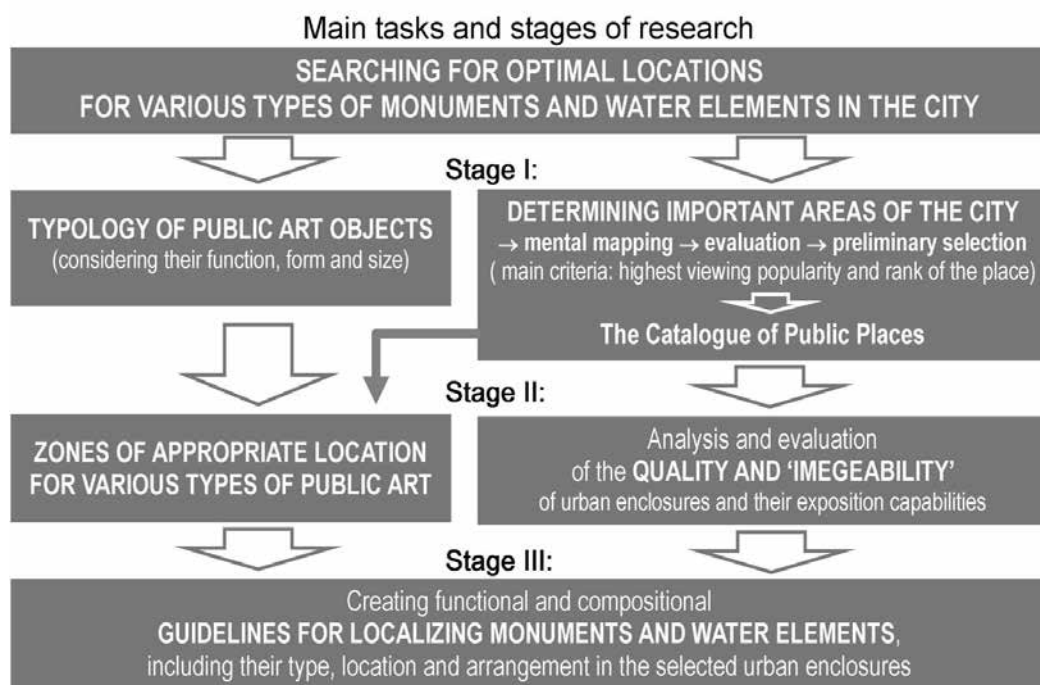 Main tasks and stages of research
SEARCHING FOR OPTIMAL LOCATIONS
FOR VARIOUS TYPES OF MONUMENTS AND WATER ELEMENTS IN THE CITY
Stage I:
TYPOLOGY OF PUBLIC ART OBJECTS
(considering their function, form and size)
DETERMINING IMPORTANT AREAS OF THE CITY
→ mental mapping → evaluation → preliminary selection
( main criteria: highest viewing popularity and rank of the place)
The Catalogue of Public Places
Stage II:
ZONES OF APPROPRIATE LOCATION
FOR VARIOUS TYPES OF PUBLIC ART
Analysis and evaluation
of the QUALITY AND ‘IMEGEABILITY’
of urban enclosures and their exposition capabilities
Stage III:
Creating functional and compositional
GUIDELINES FOR LOCALIZING MONUMENTS AND WATER ELEMENTS,
including their type, location and arrangement in the selected urban enclosures